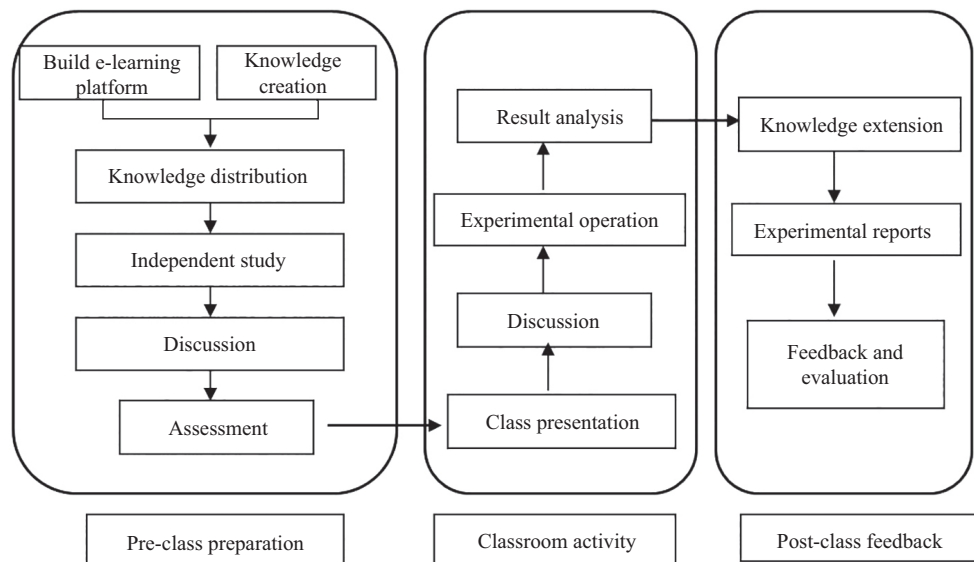 Build e-learning
platform
Knowledge
creation
Knowledge distribution
Independent study
Discussion
Assessment
Result analysis
Experimental operation
Discussion
Class presentation
Knowledge extension
Experimental reports
Feedback and
evaluation
Pre-class preparation
Classroom activity
Post-class feedback